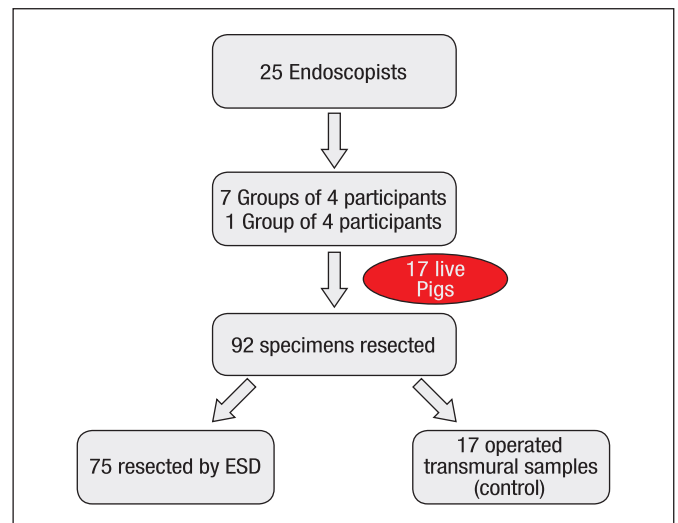 25 Endoscopists
7 Groups of 4 participants
1 Group of 4 participants
17 live
Pigs
92 specimens resected
75 resected by ESD
17 operated
transmural samples
(control)